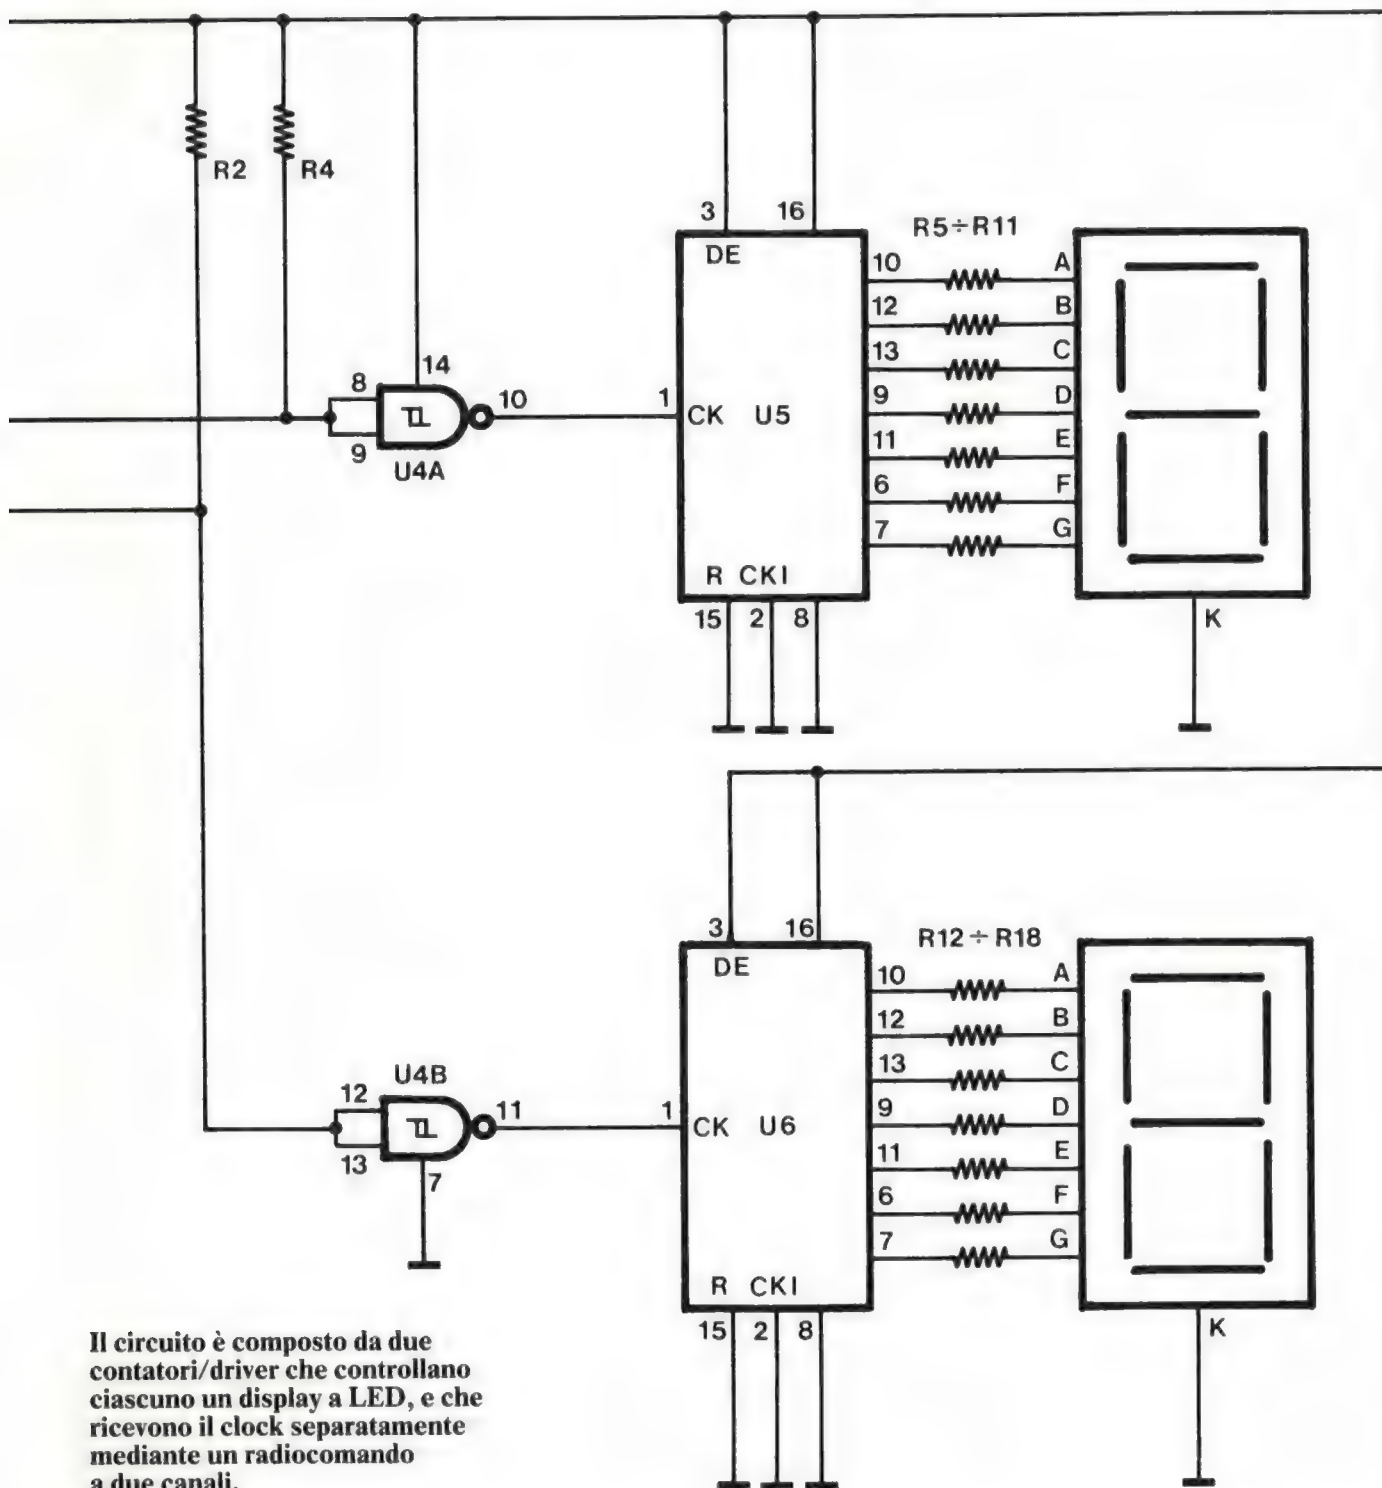 R2
R4
3
16
DE
R5÷R11
10
A
12
B
13
C
9
D
11
E
6
F
7
G
14
8
9
10
U4A
1
CK
U5
R
CKI
15
2
8
K
3
16
DE
R12÷R18
10
A
12
B
13
C
9
D
11
E
6
F
7
G
U4B
12
13
11
7
1
CK
U6
R
CKI
15
2
8
K
Il circuito è composto da due
contatori/driver che controllano
ciascuno un display a LED, e che
ricevono il clock separatamente
mediante un radiocomando
a due canali.